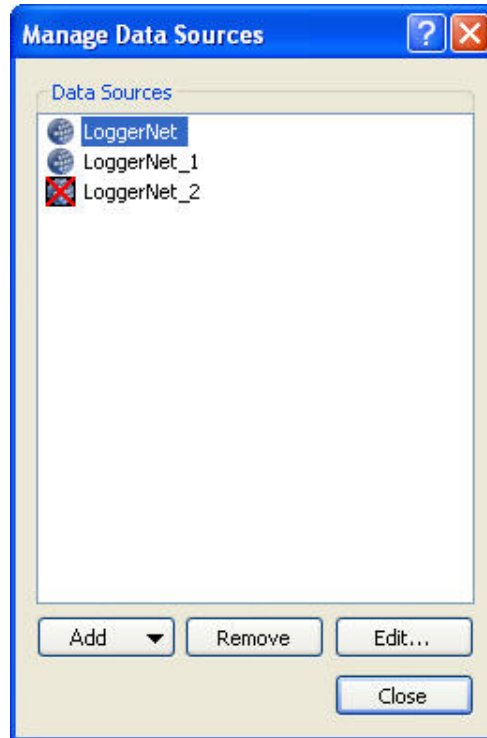 Manage Data Sources
Data Sources
LoggerNet
LoggerNet_1
LoggerNet_2
Add Remove Edit...
Close